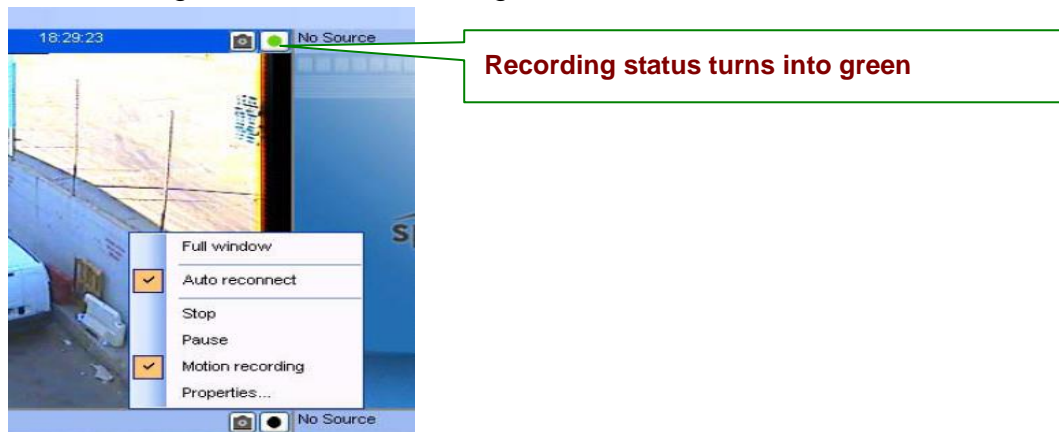 18:29:23
No Source
Recording status turns into green
Full window
Auto reconnect
Stop
Pause
Motion recording
Properties...
No Source